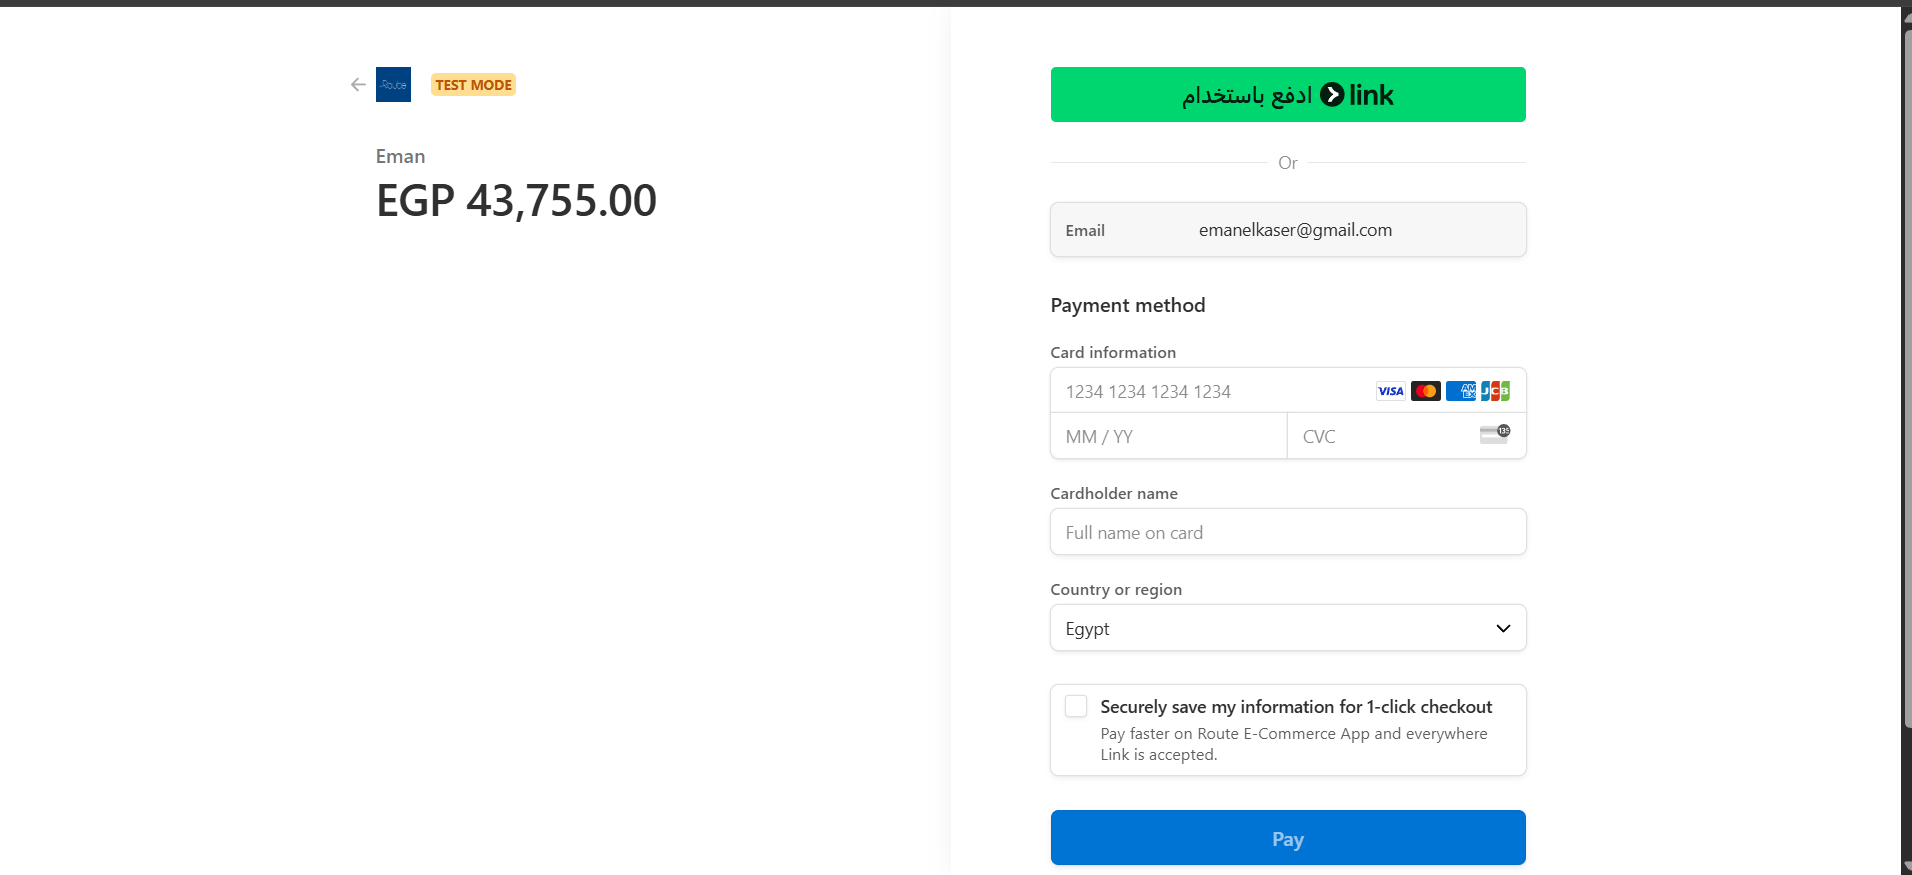 Route
TEST MODE
Eman
EGP 43,755.00
ادفع باستخدام link
Or
Email emanelkaser@gmail.com
Payment method
Card information
1234 1234 1234 1234 VISA AMEX JCB
MM / YY CVC 135
Cardholder name
Full name on card
Country or region
Egypt
Securely save my information for 1-click checkout
Pay faster on Route E-Commerce App and everywhere
Link is accepted.
Pay